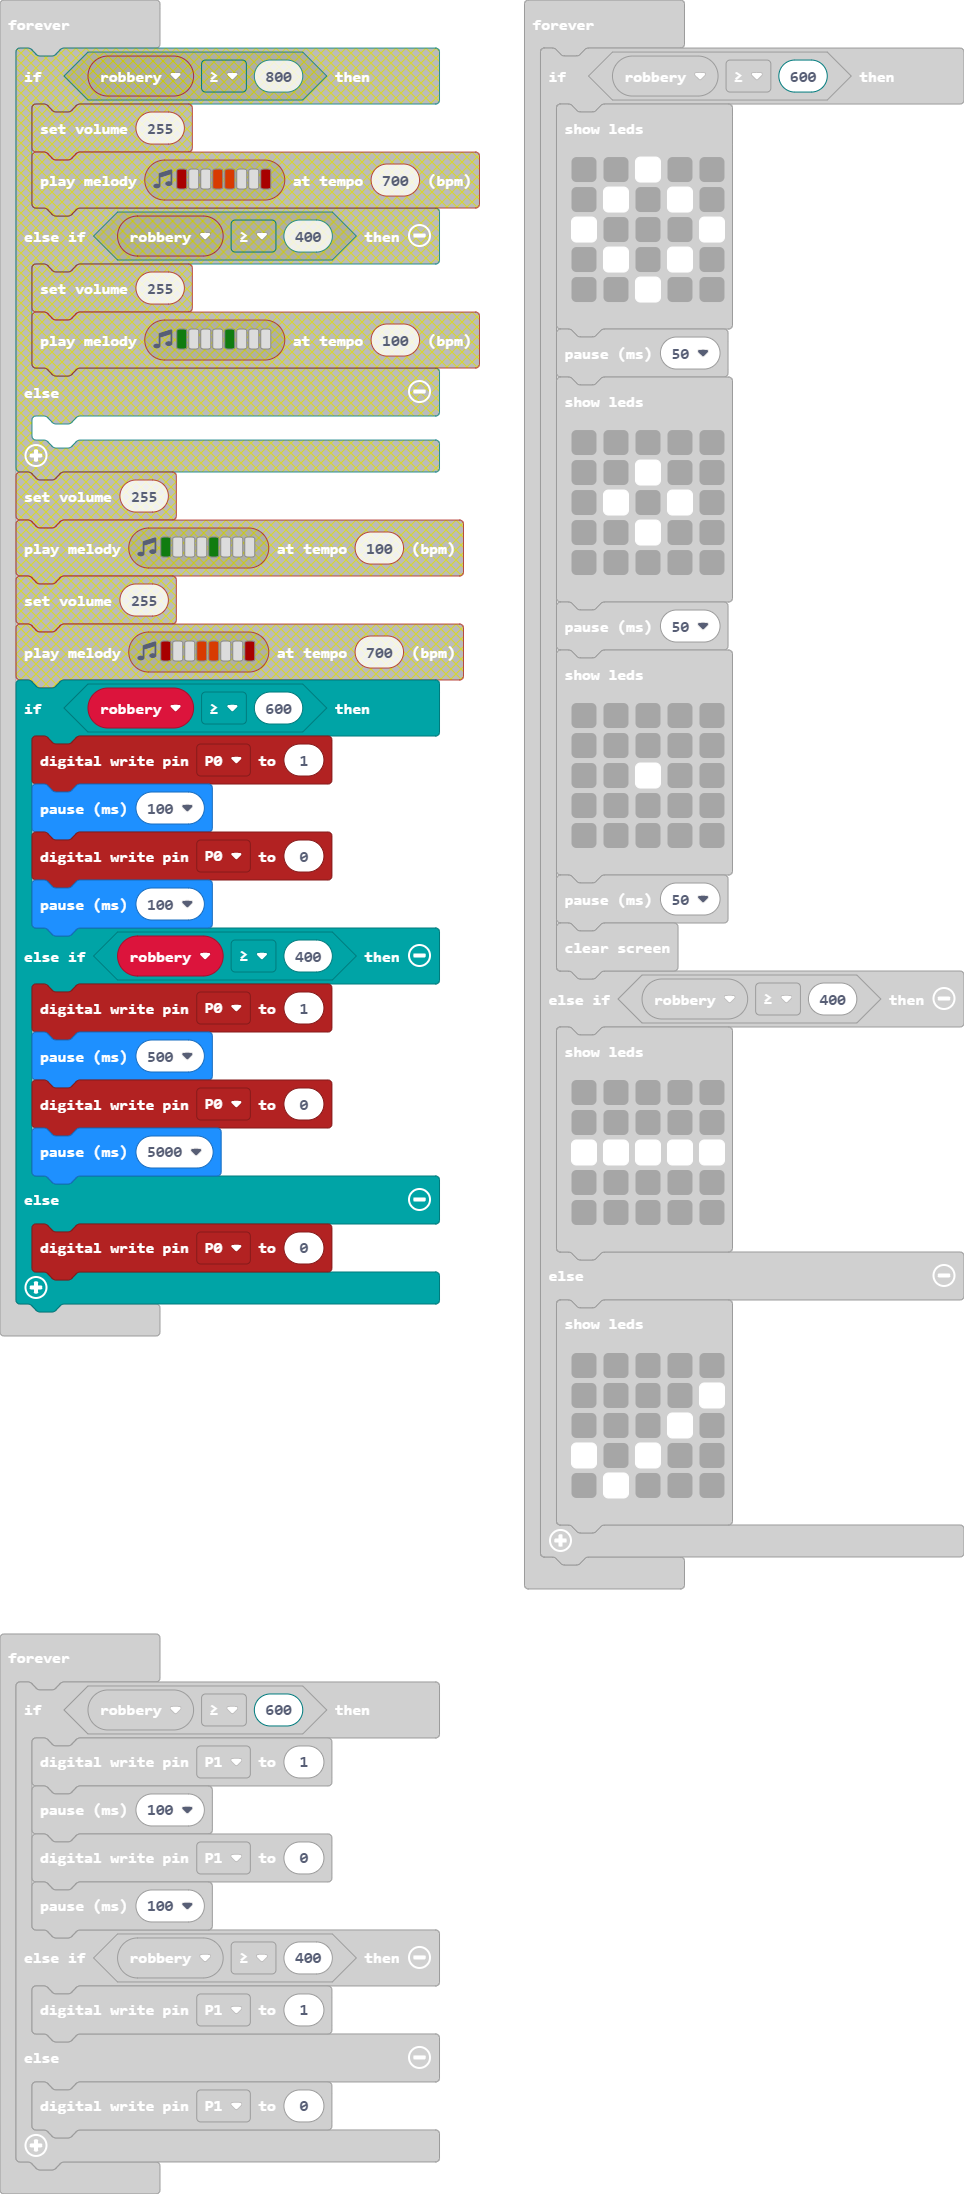 forever
if robbery ≥ 800 then
set volume 255
play melody at tempo 700 (bpm)
else if robbery ≥ 400 then
set volume 255
play melody at tempo 100 (bpm)
else
set volume 255
play melody at tempo 100 (bpm)
set volume 255
play melody at tempo 700 (bpm)
if robbery ≥ 600 then
digital write pin P0 to 1
pause (ms) 100
digital write pin P0 to 0
pause (ms) 100
else if robbery ≥ 400 then
digital write pin P0 to 1
pause (ms) 500
digital write pin P0 to 0
pause (ms) 5000
else
digital write pin P0 to 0
forever
if robbery ≥ 600 then
show leds
pause (ms) 50
show leds
pause (ms) 50
show leds
pause (ms) 50
clear screen
else if robbery ≥ 400 then
show leds
else
show leds
forever
if robbery ≥ 600 then
digital write pin P1 to 1
pause (ms) 100
digital write pin P1 to 0
pause (ms) 100
else if robbery ≥ 400 then
digital write pin P1 to 1
else
digital write pin P1 to 0